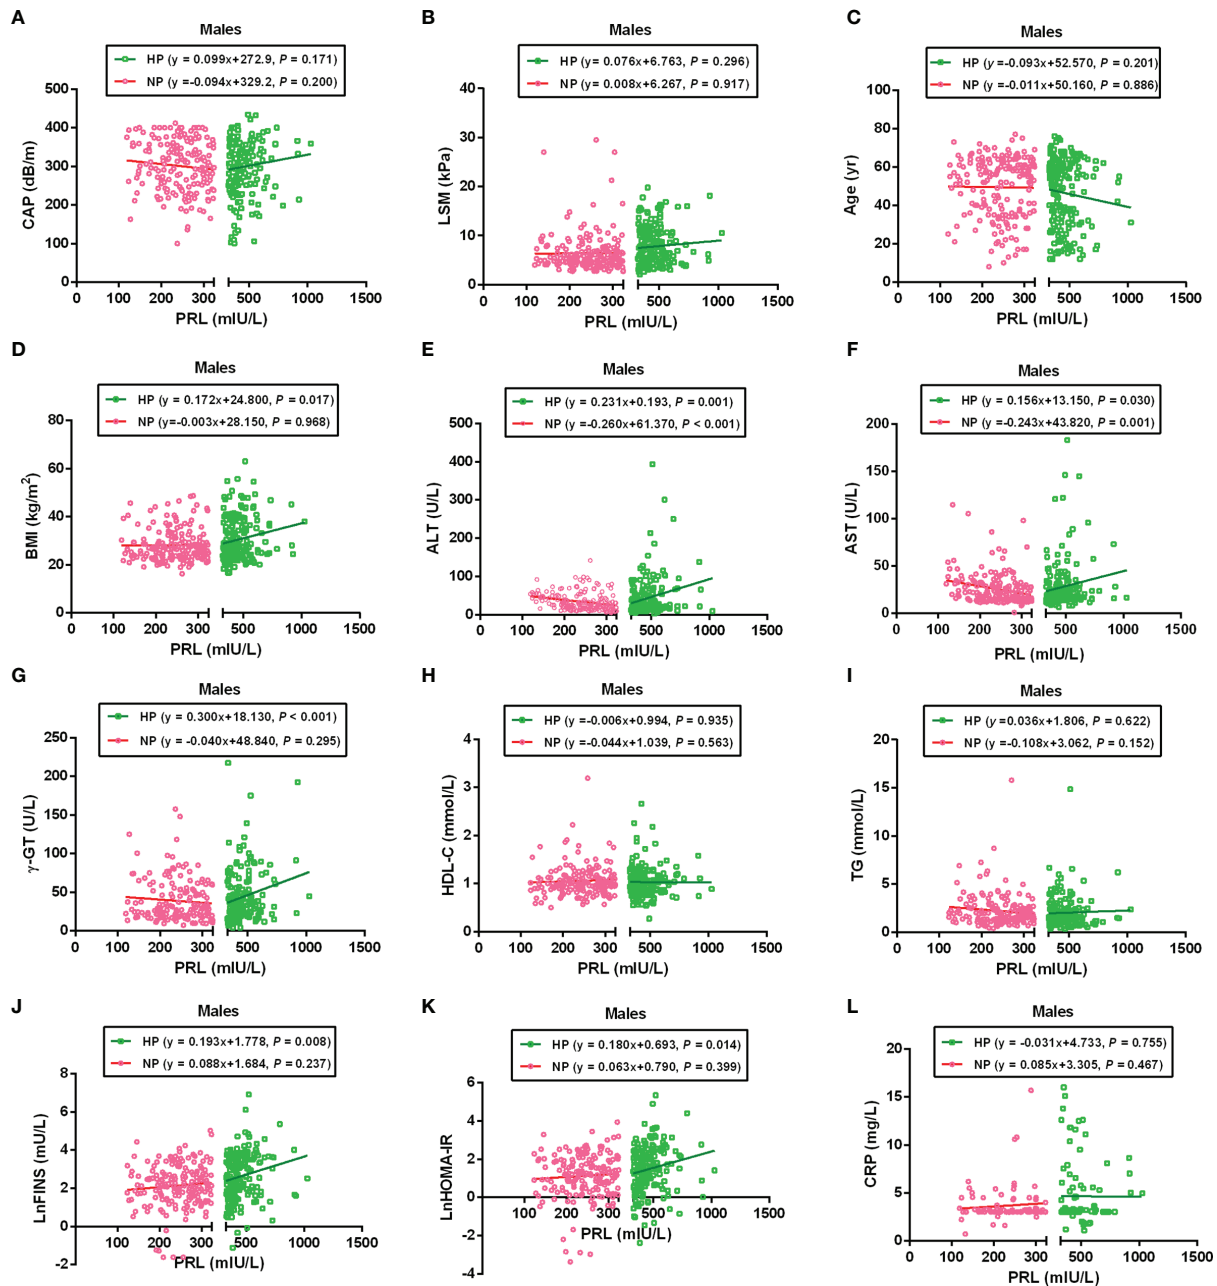 A
Males
HP (y = 0.099x+272.9, P = 0.171)
NP (y=-0.094x+329.2, P = 0.200)
CAP (dB/m)
500
400
300
200
100
0
0 100 200 300 500 1000 1500
PRL (mIU/L)
B
Males
HP (y = 0.076x+6.763, P = 0.296)
NP (y= 0.008x+6.267, P = 0.917)
LSM (kPa)
40
30
20
10
0
0 100 200 300 500 1000 1500
PRL (mIU/L)
C
Males
HP (y=-0.093x+52.570, P = 0.201)
NP (y=-0.011x+50.160, P = 0.886)
Age (yr)
100
80
60
40
20
0
0 100 200 300 500 1000 1500
PRL (mIU/L)
D
Males
HP (y = 0.172x+24.800, P = 0.017)
NP (y=-0.003x+28.150, P = 0.968)
BMI (kg/m2)
80
60
40
20
0
0 100 200 300 500 1000 1500
PRL (mIU/L)
E
Males
HP (y = 0.231x+0.193, P = 0.001)
NP (y =-0.260x+61.370, P < 0.001)
ALT (U/L)
500
400
300
200
100
0
0 100 200 300 500 1000 1500
PRL (mIU/L)
F
Males
HP (y = 0.156x+13.150, P = 0.030)
NP (y =-0.243x+43.820, P = 0.001)
AST (U/L)
200
150
100
50
0
0 100 200 300 500 1000 1500
PRL (mIU/L)
G
Males
HP (y = 0.300x+18.130, P < 0.001)
NP (y = -0.040x+48.840, P = 0.295)
γ-GT (U/L)
250
200
150
100
50
0
0 100 200 300 500 1000 1500
PRL (mIU/L)
H
Males
HP (y =-0.006x+0.994, P = 0.935)
NP (y =-0.044x+1.039, P = 0.563)
HDL-C (mmol/L)
4
3
2
1
0
0 100 200 300 500 1000 1500
PRL (mIU/L)
I
Males
HP (y = 0.036x+1.806, P = 0.622)
NP (y =-0.108x+3.062, P = 0.152)
TG (mmol/L)
20
15
10
5
0
0 100 200 300 500 1000 1500
PRL (mIU/L)
J
Males
HP (y = 0.193x+1.778, P = 0.008)
NP (y = 0.088x+1.684, P = 0.237)
LnFINS (mU/L)
8
6
4
2
0
-2
100 200 300 500 1000 1500
PRL (mIU/L)
K
Males
HP (y = 0.180x+0.693, P = 0.014)
NP (y = 0.063x+0.790, P = 0.399)
LnHOMA-IR
6
4
2
0
-2
-4
100 200 300 500 1000 1500
PRL (mIU/L)
L
Males
HP (y = -0.031x+4.733, P = 0.755)
NP (y = 0.085x+3.305, P = 0.467)
CRP (mg/L)
20
15
10
5
0
0 100 200 300 500 1000 1500
PRL (mIU/L)